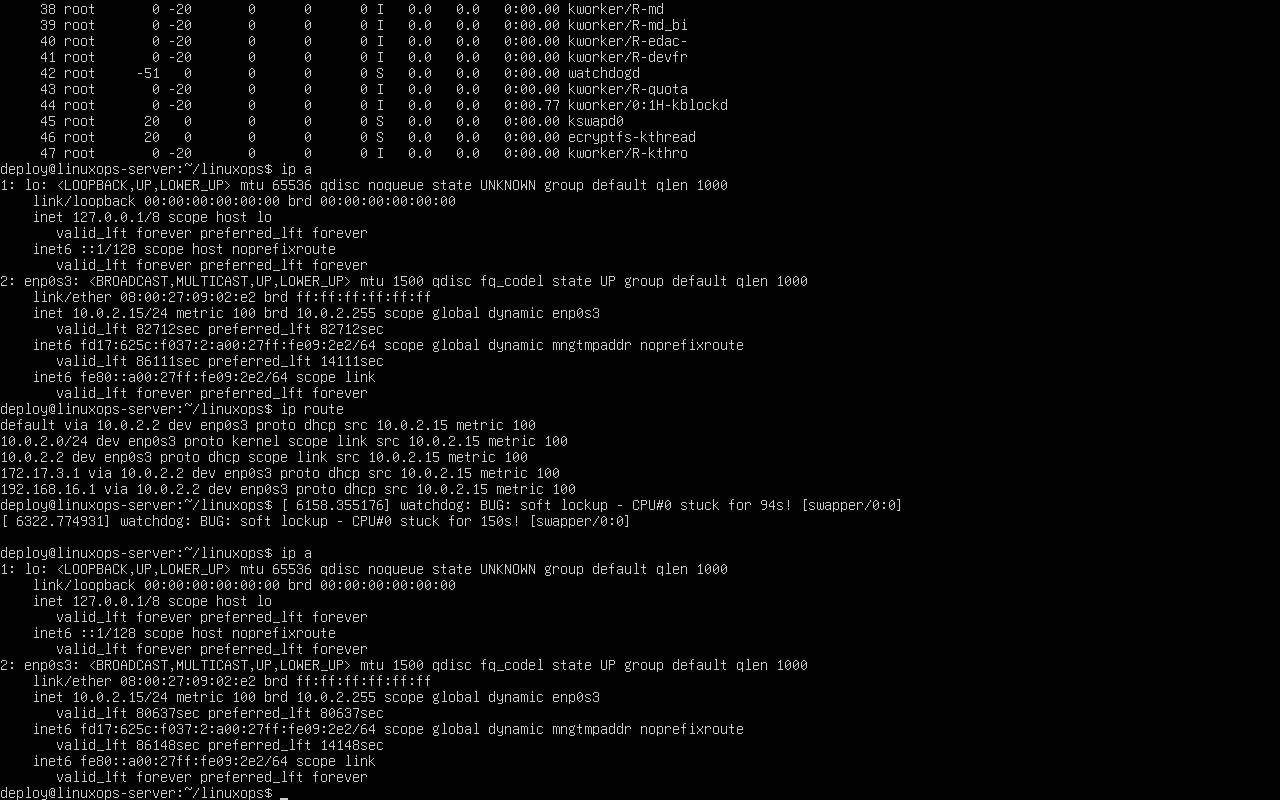 38 root 0 -20 0 0 0 I 0.0 0.0 0:00.00 kworker/R-md
39 root 0 -20 0 0 0 I 0.0 0.0 0:00.00 kworker/R-md_bi
40 root 0 -20 0 0 0 I 0.0 0.0 0:00.00 kworker/R-edac-
41 root 0 -20 0 0 0 I 0.0 0.0 0:00.00 kworker/R-devfr
42 root -51 0 0 0 0 S 0.0 0.0 0:00.00 watchdogd
43 root 0 -20 0 0 0 I 0.0 0.0 0:00.00 kworker/R-quota
44 root 0 -20 0 0 0 I 0.0 0.0 0:00.77 kworker/0:1H-kblockd
45 root 20 0 0 0 0 S 0.0 0.0 0:00.00 kswapd0
46 root 20 0 0 0 0 S 0.0 0.0 0:00.00 ecryptfs-kthread
47 root 0 -20 0 0 0 I 0.0 0.0 0:00.00 kworker/R-kthro
deploy@linuxops-server:~/linuxops$ ip a
1: lo: <LOOPBACK,UP,LOWER_UP> mtu 65536 qdisc noqueue state UNKNOWN group default qlen 1000
    link/loopback 00:00:00:00:00:00 brd 00:00:00:00:00:00
    inet 127.0.0.1/8 scope host lo
       valid_lft forever preferred_lft forever
    inet6 ::1/128 scope host noprefixroute
       valid_lft forever preferred_lft forever
2: enp0s3: <BROADCAST,MULTICAST,UP,LOWER_UP> mtu 1500 qdisc fq_codel state UP group default qlen 1000
    link/ether 08:00:27:09:02:e2 brd ff:ff:ff:ff:ff:ff
    inet 10.0.2.15/24 metric 100 brd 10.0.2.255 scope global dynamic enp0s3
       valid_lft 82712sec preferred_lft 82712sec
    inet6 fd17:625c:f037:2:a00:27ff:fe09:2e2/64 scope global dynamic mngtmpaddr noprefixroute
       valid_lft 86111sec preferred_lft 14111sec
    inet6 fe80::a00:27ff:fe09:2e2/64 scope link
       valid_lft forever preferred_lft forever
deploy@linuxops-server:~/linuxops$ ip route
default via 10.0.2.2 dev enp0s3 proto dhcp src 10.0.2.15 metric 100
10.0.2.0/24 dev enp0s3 proto kernel scope link src 10.0.2.15 metric 100
10.0.2.2 dev enp0s3 proto dhcp scope link src 10.0.2.15 metric 100
172.17.3.1 via 10.0.2.2 dev enp0s3 proto dhcp src 10.0.2.15 metric 100
192.168.16.1 via 10.0.2.2 dev enp0s3 proto dhcp src 10.0.2.15 metric 100
deploy@linuxops-server:~/linuxops$ [ 6158.355176] watchdog: BUG: soft lockup - CPU#0 stuck for 94s! [swapper/0:0]
[ 6322.774931] watchdog: BUG: soft lockup - CPU#0 stuck for 150s! [swapper/0:0]

deploy@linuxops-server:~/linuxops$ ip a
1: lo: <LOOPBACK,UP,LOWER_UP> mtu 65536 qdisc noqueue state UNKNOWN group default qlen 1000
    link/loopback 00:00:00:00:00:00 brd 00:00:00:00:00:00
    inet 127.0.0.1/8 scope host lo
       valid_lft forever preferred_lft forever
    inet6 ::1/128 scope host noprefixroute
       valid_lft forever preferred_lft forever
2: enp0s3: <BROADCAST,MULTICAST,UP,LOWER_UP> mtu 1500 qdisc fq_codel state UP group default qlen 1000
    link/ether 08:00:27:09:02:e2 brd ff:ff:ff:ff:ff:ff
    inet 10.0.2.15/24 metric 100 brd 10.0.2.255 scope global dynamic enp0s3
       valid_lft 80637sec preferred_lft 80637sec
    inet6 fd17:625c:f037:2:a00:27ff:fe09:2e2/64 scope global dynamic mngtmpaddr noprefixroute
       valid_lft 86148sec preferred_lft 14148sec
    inet6 fe80::a00:27ff:fe09:2e2/64 scope link
       valid_lft forever preferred_lft forever
deploy@linuxops-server:~/linuxops$ _